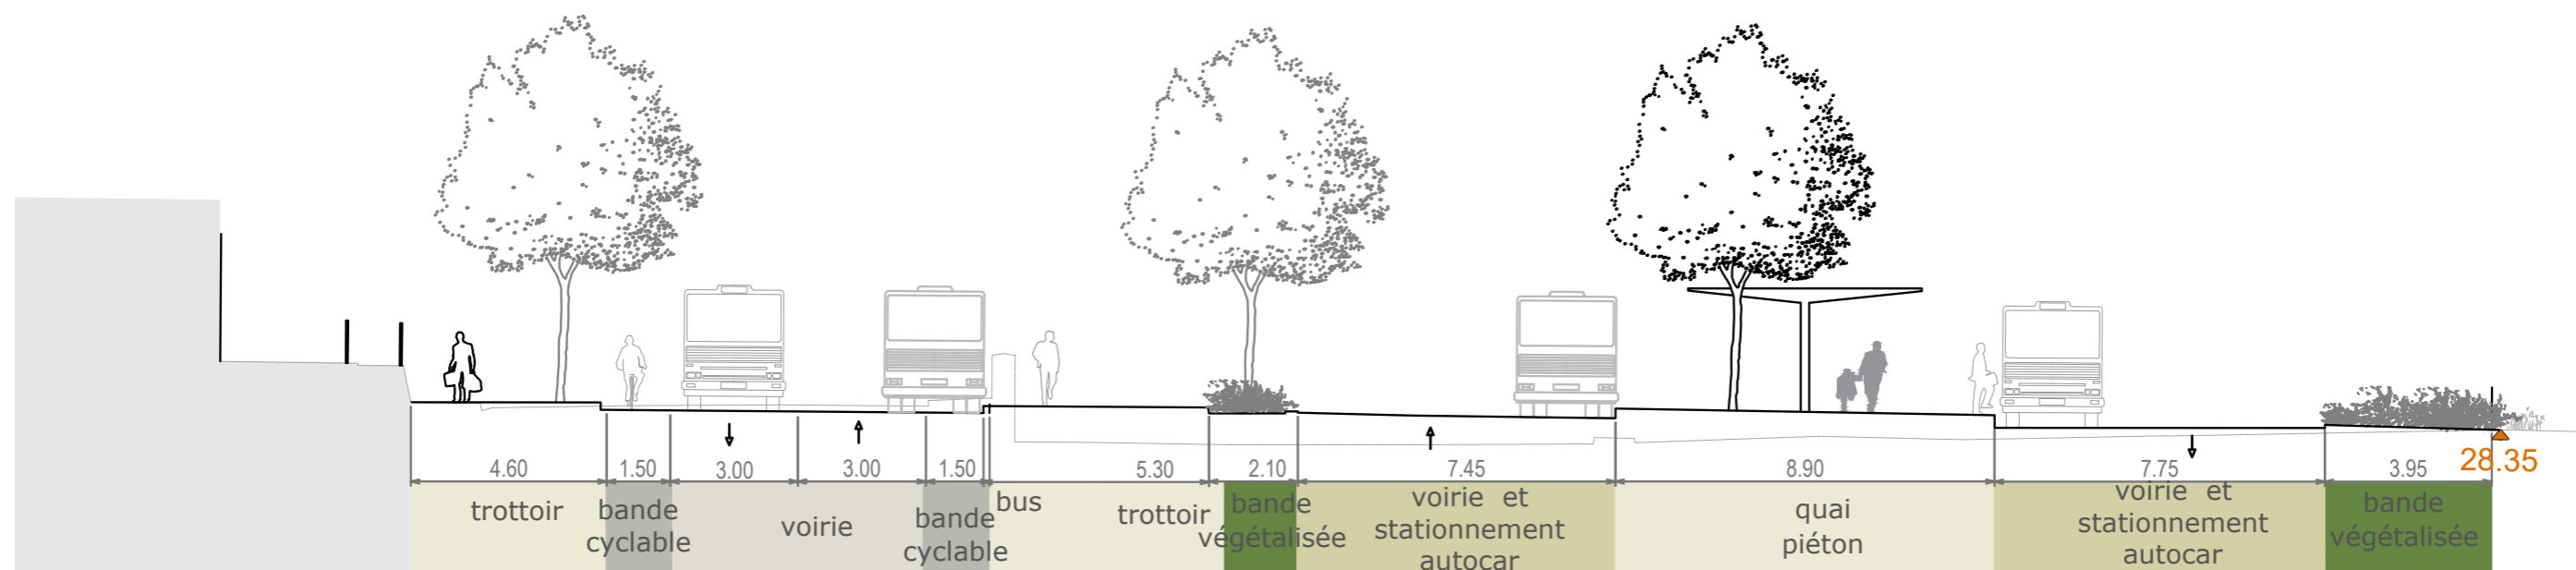 4.60 1.50 3.00 3.00 1.50 5.30 2.10 7.45 8.90 7.75 3.95 28.35
trottoir
bande
cyclable
voirie
bande
cyclable
bus
trottoir
bande
végétalisée
voirie et
stationnement
autocar
quai
piéton
voirie et
stationnement
autocar
bande
végétalisée